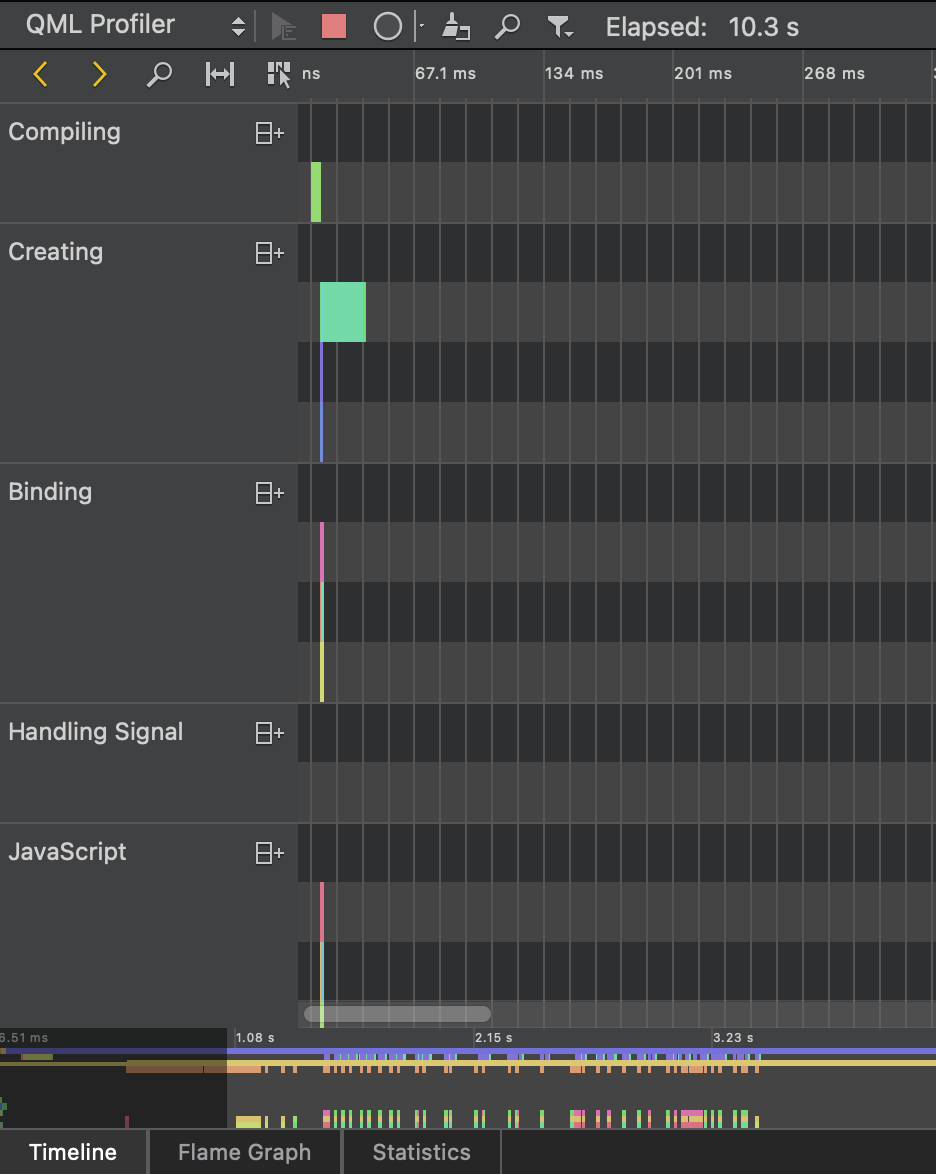 QML Profiler Elapsed: 10.3 s
ns 67.1 ms 134 ms 201 ms 268 ms
Compiling
Creating
Binding
Handling Signal
JavaScript
6.51 ms 1.08 s 2.15 s 3.23 s
Timeline Flame Graph Statistics